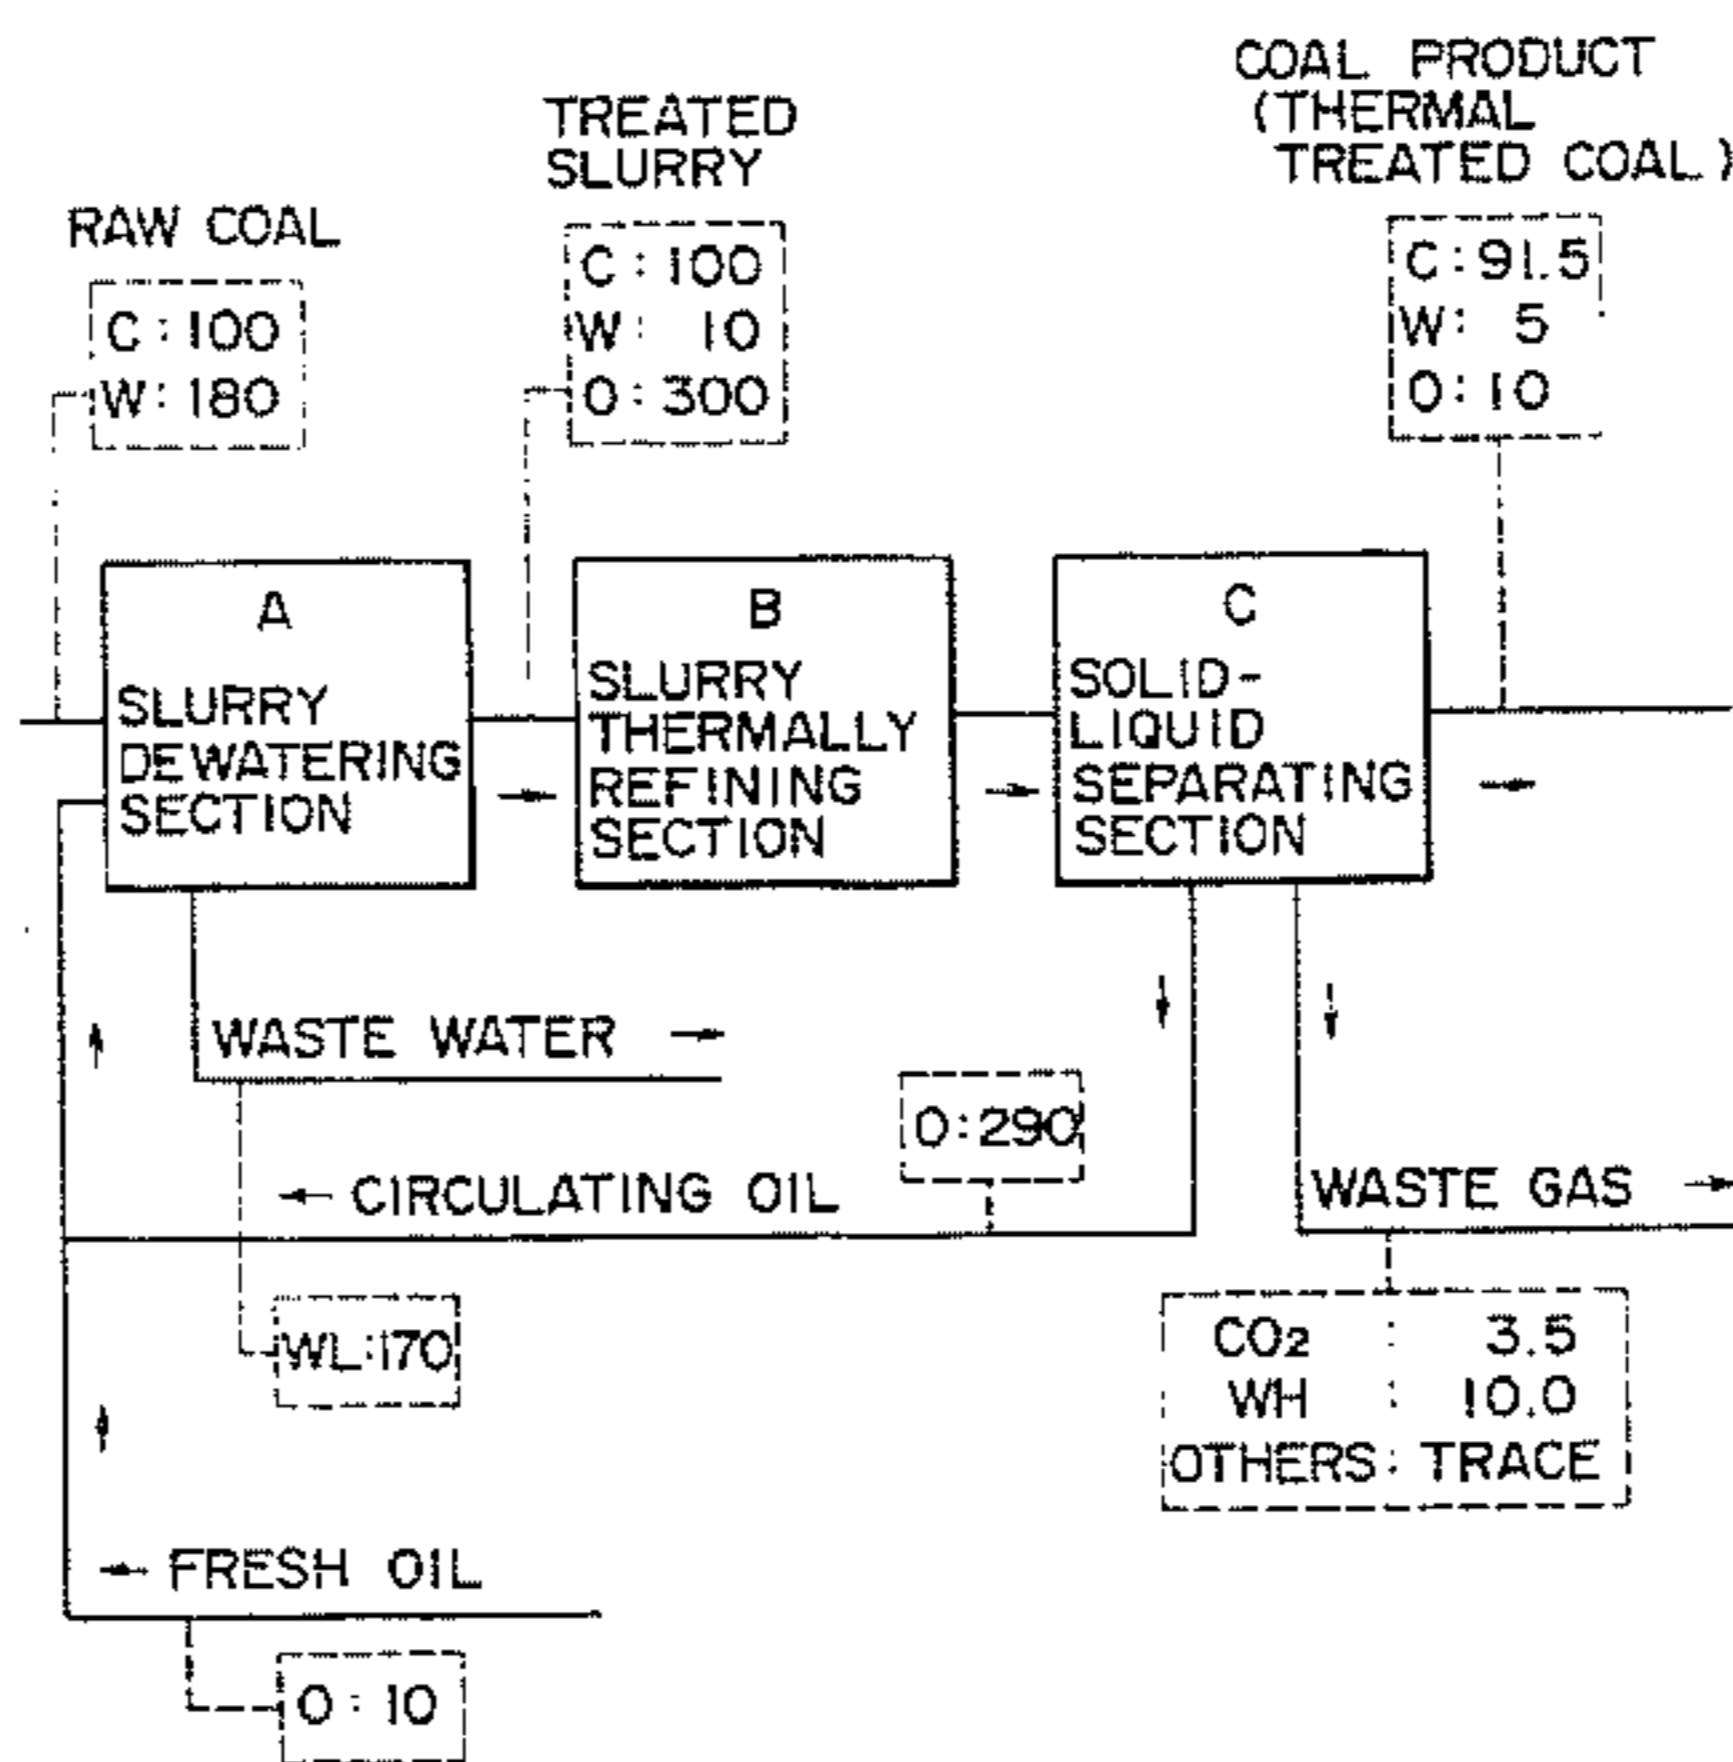 COAL PRODUCT
(THERMAL
TREATED COAL)
C:91.5
W: 5
O:10
TREATED
SLURRY
C:100
W: 10
O:300
RAW COAL
C:100
W:180
A
SLURRY
DEWATERING
SECTION
B
SLURRY
THERMALLY
REFINING
SECTION
C
SOLID-
LIQUID
SEPARATING
SECTION
WASTE WATER
O:290
CIRCULATING OIL
WASTE GAS
WL:170
CO₂ : 3.5
WH : 10.0
OTHERS: TRACE
FRESH OIL
O:10